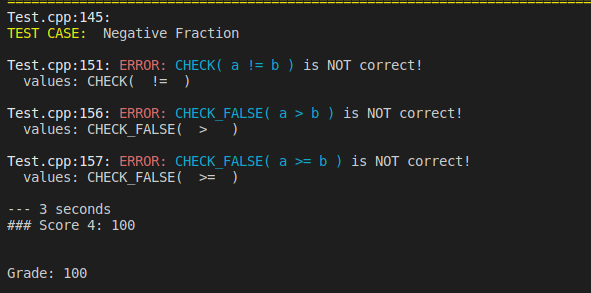 Test.cpp:145:
TEST CASE:  Negative Fraction
Test.cpp:151: ERROR: CHECK( a != b ) is NOT correct!
  values: CHECK(  !=  )
Test.cpp:156: ERROR: CHECK_FALSE( a > b ) is NOT correct!
  values: CHECK_FALSE(  >   )
Test.cpp:157: ERROR: CHECK_FALSE( a >= b ) is NOT correct!
  values: CHECK_FALSE(  >=  )
--- 3 seconds
### Score 4: 100
Grade: 100